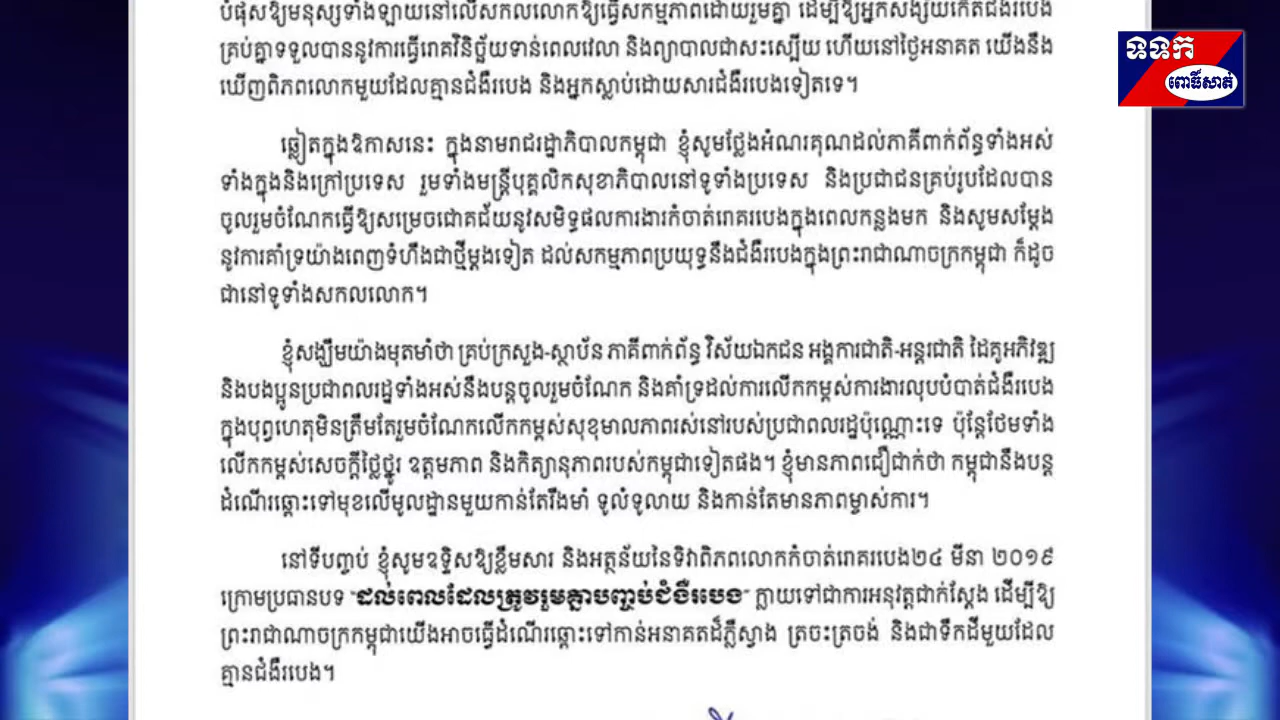 បំផុសឱ្យមនុស្សទាំងឡាយនៅលើសកលលោកឱ្យធ្វើសកម្មភាពដោយរួមគ្នា ដើម្បីឱ្យអ្នកសង្ស័យកើតជំងឺរបេង
គ្រប់គ្នាទទួលបាននូវការធ្វើរោគវិនិច្ឆ័យទាន់ពេលវេលា និងព្យាបាលជាសះស្បើយ ហើយនៅថ្ងៃអនាគត យើងនឹង
ឃើញពិភពលោកមួយដែលគ្មានជំងឺរបេង និងអ្នកស្លាប់ដោយសារជំងឺរបេងទៀតទេ។
ទទក
ពោធិ៍សាត់
ឆ្លៀតក្នុងឱកាសនេះ ក្នុងនាមរាជរដ្ឋាភិបាលកម្ពុជា ខ្ញុំសូមថ្លែងអំណរគុណដល់ភាគីពាក់ព័ន្ធទាំងអស់
ទាំងក្នុងនិងក្រៅប្រទេស រួមទាំងមន្ត្រីបុគ្គលិកសុខាភិបាលនៅទូទាំងប្រទេស និងប្រជាជនគ្រប់រូបដែលបាន
ចូលរួមចំណែកធ្វើឱ្យសម្រេចជោគជ័យនូវសមិទ្ធផលការងារកំចាត់រោគរបេងក្នុងពេលកន្លងមក និងសូមសម្តែង
នូវការគាំទ្រយ៉ាងពេញទំហឹងជាថ្មីម្តងទៀត ដល់សកម្មភាពប្រយុទ្ធនឹងជំងឺរបេងក្នុងព្រះរាជាណាចក្រកម្ពុជា ក៏ដូច
ជានៅទូទាំងសកលលោក។
ខ្ញុំសង្ឃឹមយ៉ាងមុតមាំថា គ្រប់ក្រសួង-ស្ថាប័ន ភាគីពាក់ព័ន្ធ វិស័យឯកជន អង្គការជាតិ-អន្តរជាតិ ដៃគូអភិវឌ្ឍ
និងបងប្អូនប្រជាពលរដ្ឋទាំងអស់នឹងបន្តចូលរួមចំណែក និងគាំទ្រដល់ការលើកកម្ពស់ការងារលុបបំបាត់ជំងឺរបេង
ក្នុងបុព្វហេតុមិនត្រឹមតែរួមចំណែកលើកកម្ពស់សុខុមាលភាពរស់នៅរបស់ប្រជាពលរដ្ឋប៉ុណ្ណោះទេ ប៉ុន្តែថែមទាំង
លើកកម្ពស់សេចក្តីថ្លៃថ្នូរ ឧត្តមភាព និងកិត្យានុភាពរបស់កម្ពុជាទៀតផង។ ខ្ញុំមានភាពជឿជាក់ថា កម្ពុជានឹងបន្ត
ដំណើរឆ្ពោះទៅមុខលើមូលដ្ឋានមួយកាន់តែរឹងមាំ ទូលំទូលាយ និងកាន់តែមានភាពម្ចាស់ការ។
នៅទីបញ្ចប់ ខ្ញុំសូមឧទ្ទិសឱ្យខ្លឹមសារ និងអត្ថន័យនៃទិវាពិភពលោកកំចាត់រោគរបេង២៤ មីនា ២០១៩
ក្រោមប្រធានបទ "ដល់ពេលដែលត្រូវរួមគ្នាបញ្ចប់ជំងឺរបេង" ក្លាយទៅជាការអនុវត្តជាក់ស្តែង ដើម្បីឱ្យ
ព្រះរាជាណាចក្រកម្ពុជាយើងអាចធ្វើដំណើរឆ្ពោះទៅកាន់អនាគតដ៏ភ្លឺស្វាង ត្រចះត្រចង់ និងជាទឹកដីមួយដែល
គ្មានជំងឺរបេង។